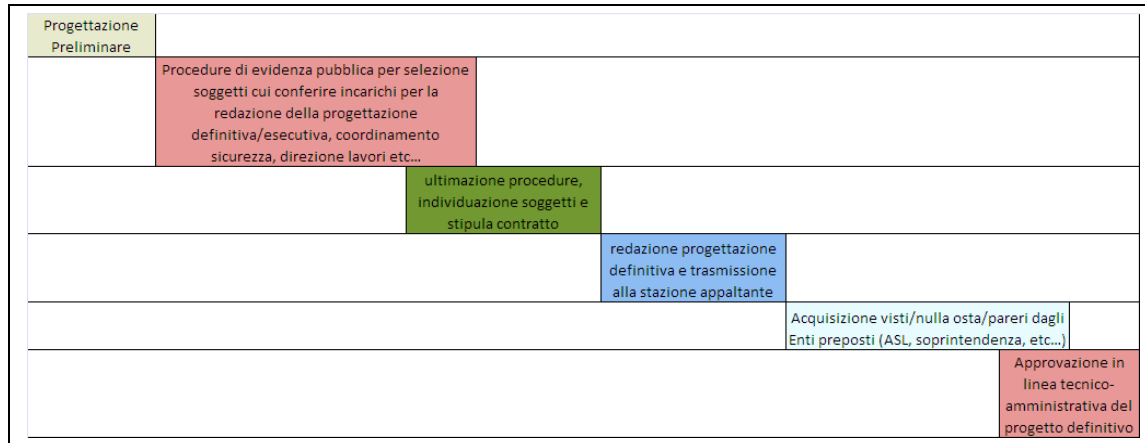 Progettazione
Preliminare
Procedure di evidenza pubblica per selezione
soggetti cui conferire incarichi per la
redazione della progettazione
definitiva/esecutiva, coordinamento
sicurezza, direzione lavori etc...
ultimazione procedure,
individuazione soggetti e
stipula contratto
redazione progettazione
definitiva e trasmissione
alla stazione appaltante
Acquisizione visti/nulla osta/pareri dagli
Enti preposti (ASL, soprintendenza, etc...)
Approvazione in
linea tecnico-
amministrativa del
progetto definitivo